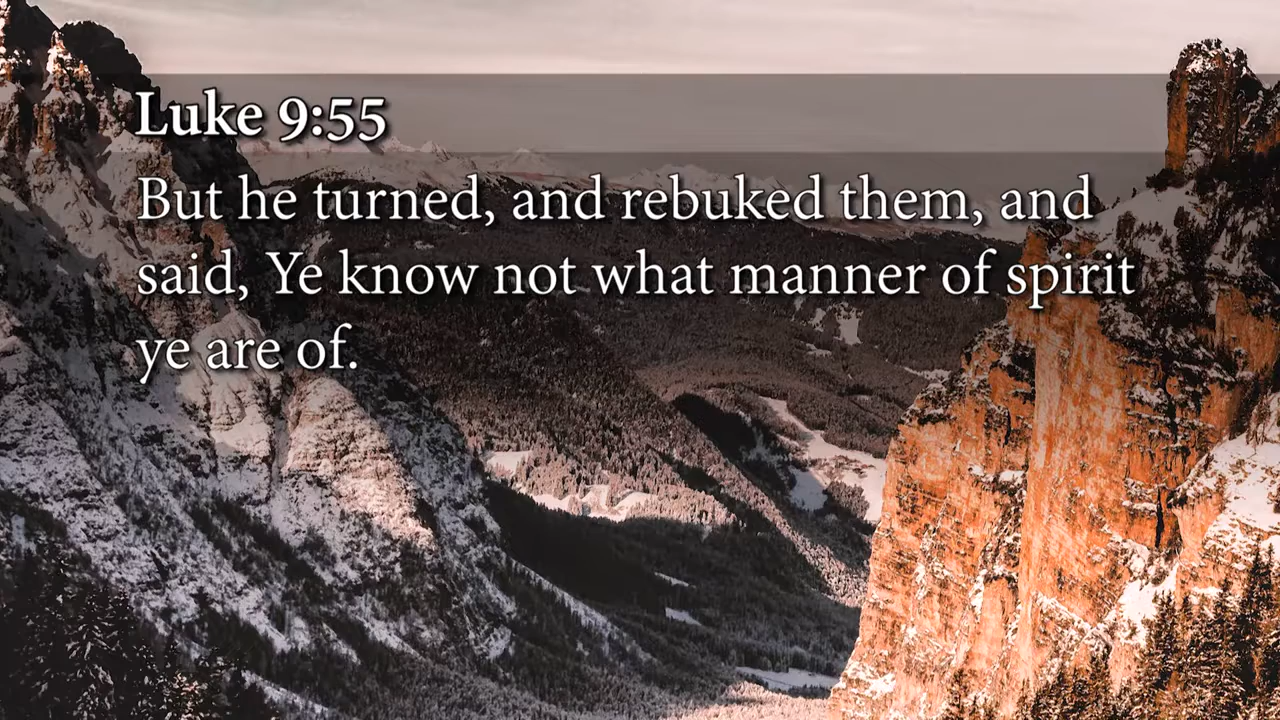 Luke 9:55
But he turned, and rebuked them, and
said, Ye know not what manner of spirit
ye are of.